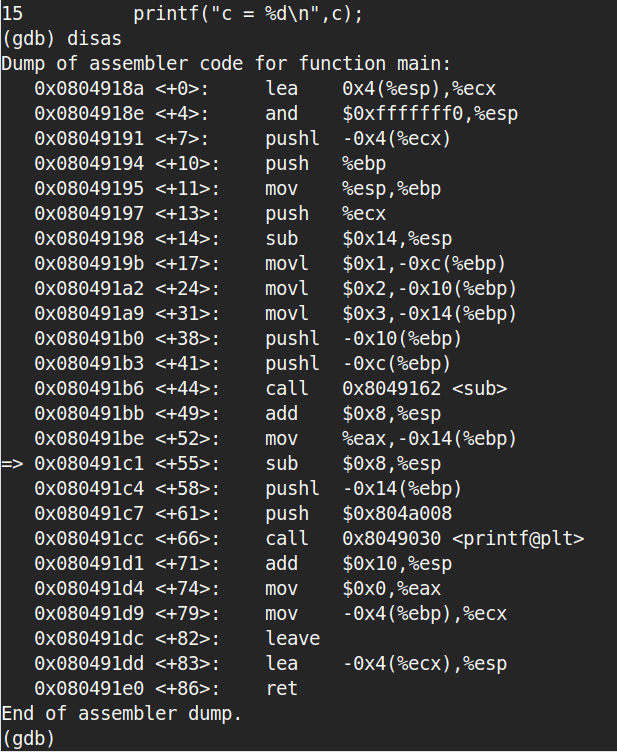 15          printf("c = %d\n",c);
(gdb) disas
Dump of assembler code for function main:
   0x0804918a <+0>:     lea    0x4(%esp),%ecx
   0x0804918e <+4>:     and    $0xfffffff0,%esp
   0x08049191 <+7>:     pushl  -0x4(%ecx)
   0x08049194 <+10>:    push   %ebp
   0x08049195 <+11>:    mov    %esp,%ebp
   0x08049197 <+13>:    push   %ecx
   0x08049198 <+14>:    sub    $0x14,%esp
   0x0804919b <+17>:    movl   $0x1,-0xc(%ebp)
   0x080491a2 <+24>:    movl   $0x2,-0x10(%ebp)
   0x080491a9 <+31>:    movl   $0x3,-0x14(%ebp)
   0x080491b0 <+38>:    pushl  -0x10(%ebp)
   0x080491b3 <+41>:    pushl  -0xc(%ebp)
   0x080491b6 <+44>:    call   0x8049162 <sub>
   0x080491bb <+49>:    add    $0x8,%esp
   0x080491be <+52>:    mov    %eax,-0x14(%ebp)
=> 0x080491c1 <+55>:    sub    $0x8,%esp
   0x080491c4 <+58>:    pushl  -0x14(%ebp)
   0x080491c7 <+61>:    push   $0x804a008
   0x080491cc <+66>:    call   0x8049030 <printf@plt>
   0x080491d1 <+71>:    add    $0x10,%esp
   0x080491d4 <+74>:    mov    $0x0,%eax
   0x080491d9 <+79>:    mov    -0x4(%ebp),%ecx
   0x080491dc <+82>:    leave
   0x080491dd <+83>:    lea    -0x4(%ecx),%esp
   0x080491e0 <+86>:    ret
End of assembler dump.
(gdb)